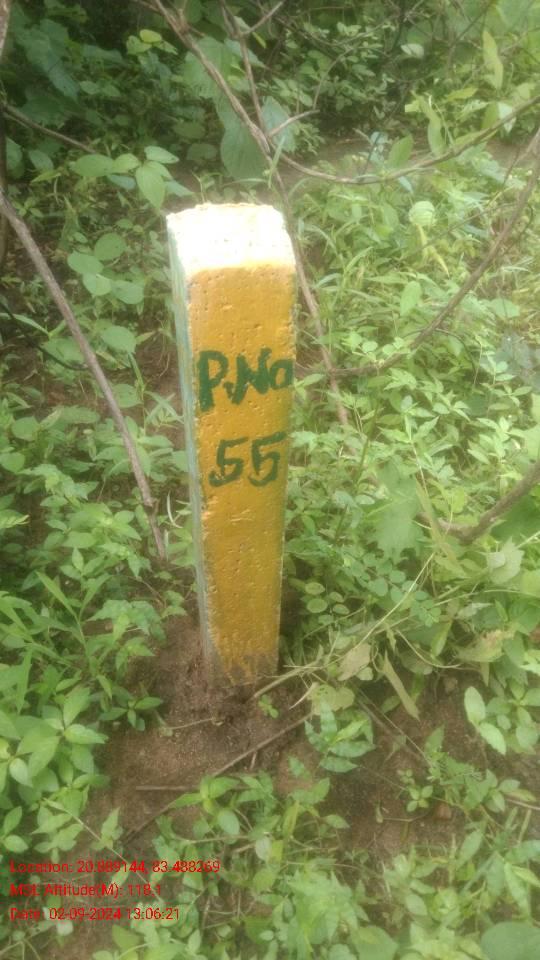 P.No
55
Location: 20.889144, 83.488269
MSL Altitude(M): 118.1
Date: 02-09-2024 13:06:21